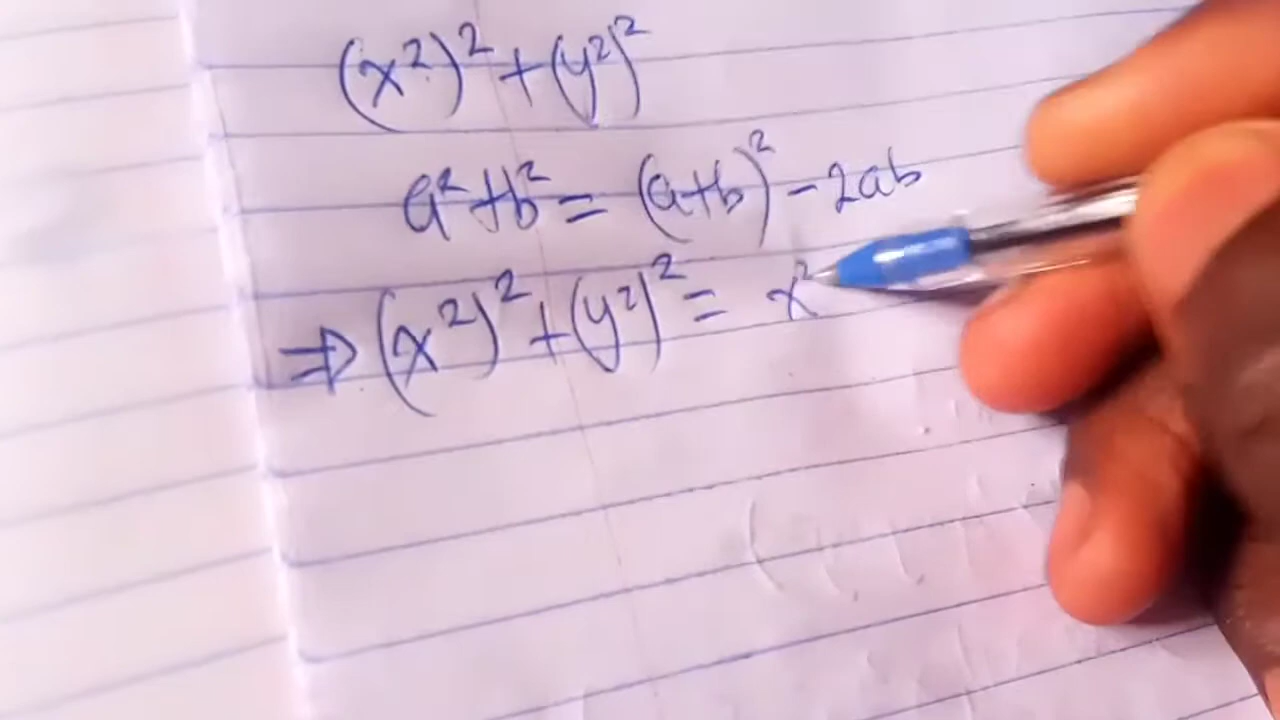 (x²)² + (y²)²
a² + b² = (a+b)² - 2ab
⇒ (x²)² + (y²)² = x²